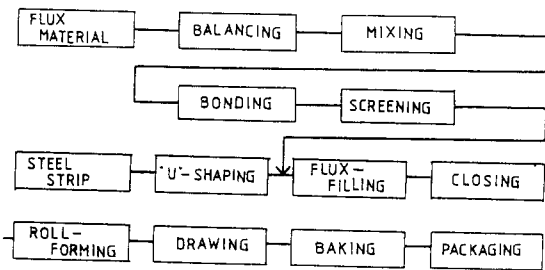 FLUX
MATERIAL
BALANCING
MIXING
BONDING
SCREENING
STEEL
STRIP
"U"-SHAPING
FLUX-
FILLING
CLOSING
ROLL-
FORMING
DRAWING
BAKING
PACKAGING